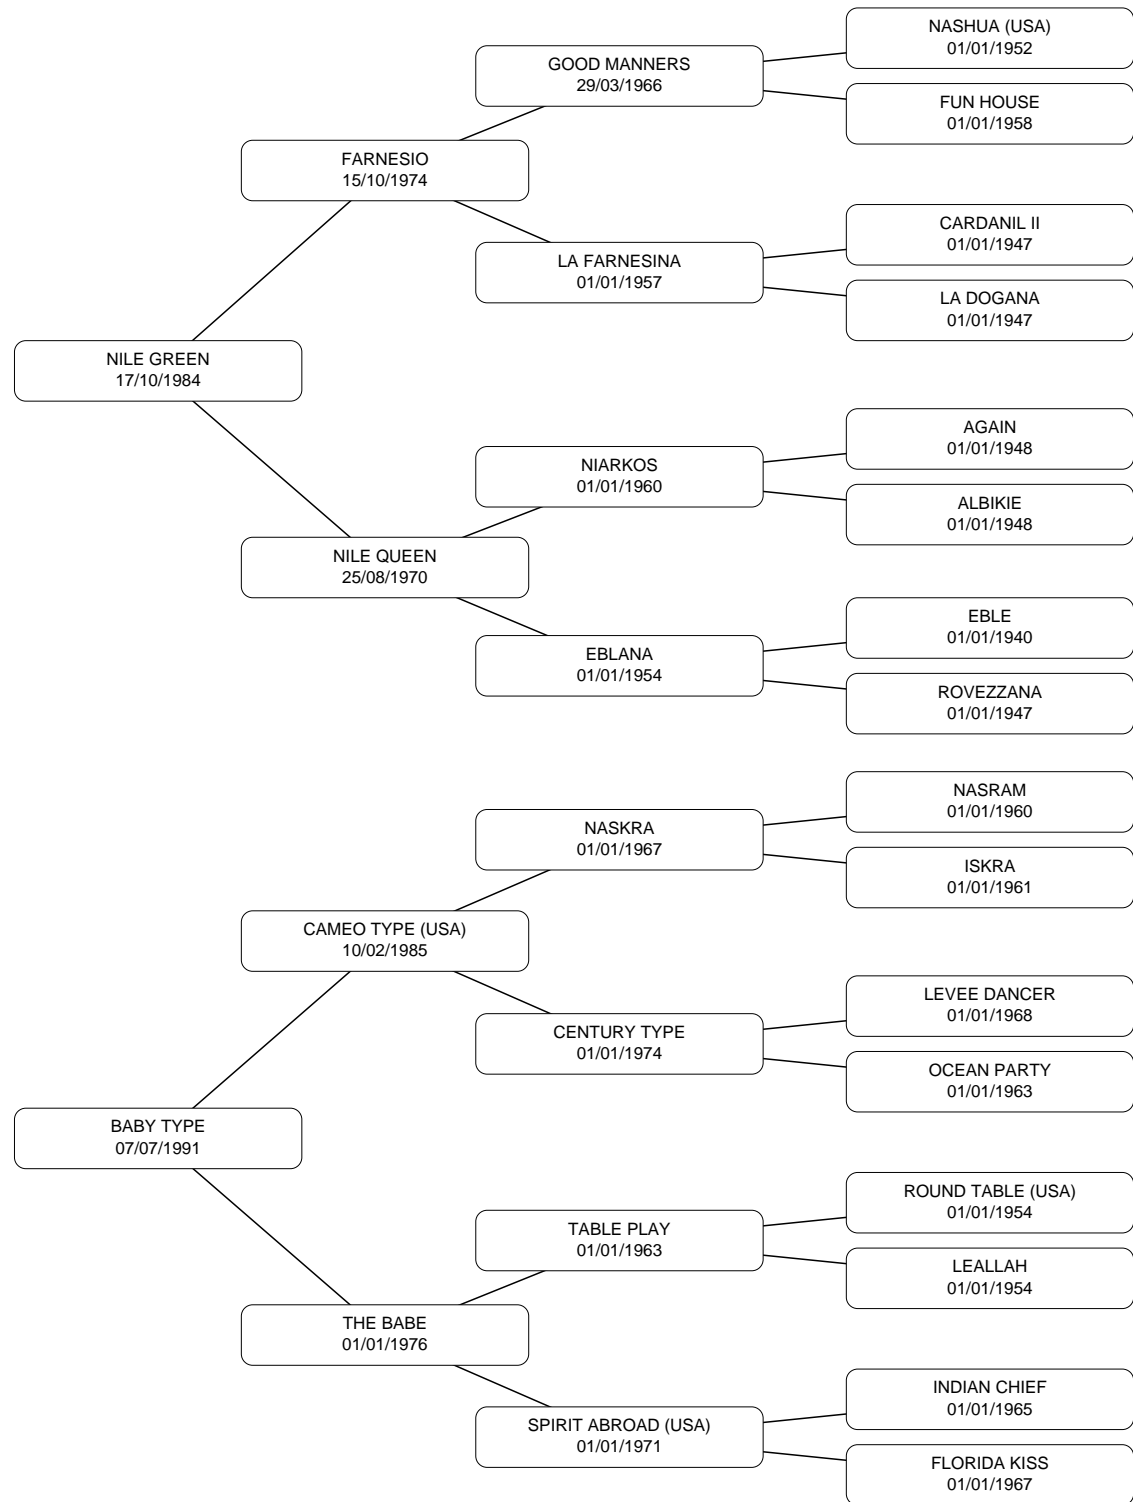 NASHUA (USA)
01/01/1952
GOOD MANNERS
29/03/1966
FUN HOUSE
01/01/1958
FARNESIO
15/10/1974
CARDANIL II
01/01/1947
LA FARNESINA
01/01/1957
LA DOGANA
01/01/1947
NILE GREEN
17/10/1984
AGAIN
01/01/1948
NIARKOS
01/01/1960
ALBIKIE
01/01/1948
NILE QUEEN
25/08/1970
EBLE
01/01/1940
EBLANA
01/01/1954
ROVEZZANA
01/01/1947
NASRAM
01/01/1960
NASKRA
01/01/1967
ISKRA
01/01/1961
CAMEO TYPE (USA)
10/02/1985
LEVEE DANCER
01/01/1968
CENTURY TYPE
01/01/1974
OCEAN PARTY
01/01/1963
BABY TYPE
07/07/1991
ROUND TABLE (USA)
01/01/1954
TABLE PLAY
01/01/1963
LEALLAH
01/01/1954
THE BABE
01/01/1976
INDIAN CHIEF
01/01/1965
SPIRIT ABROAD (USA)
01/01/1971
FLORIDA KISS
01/01/1967